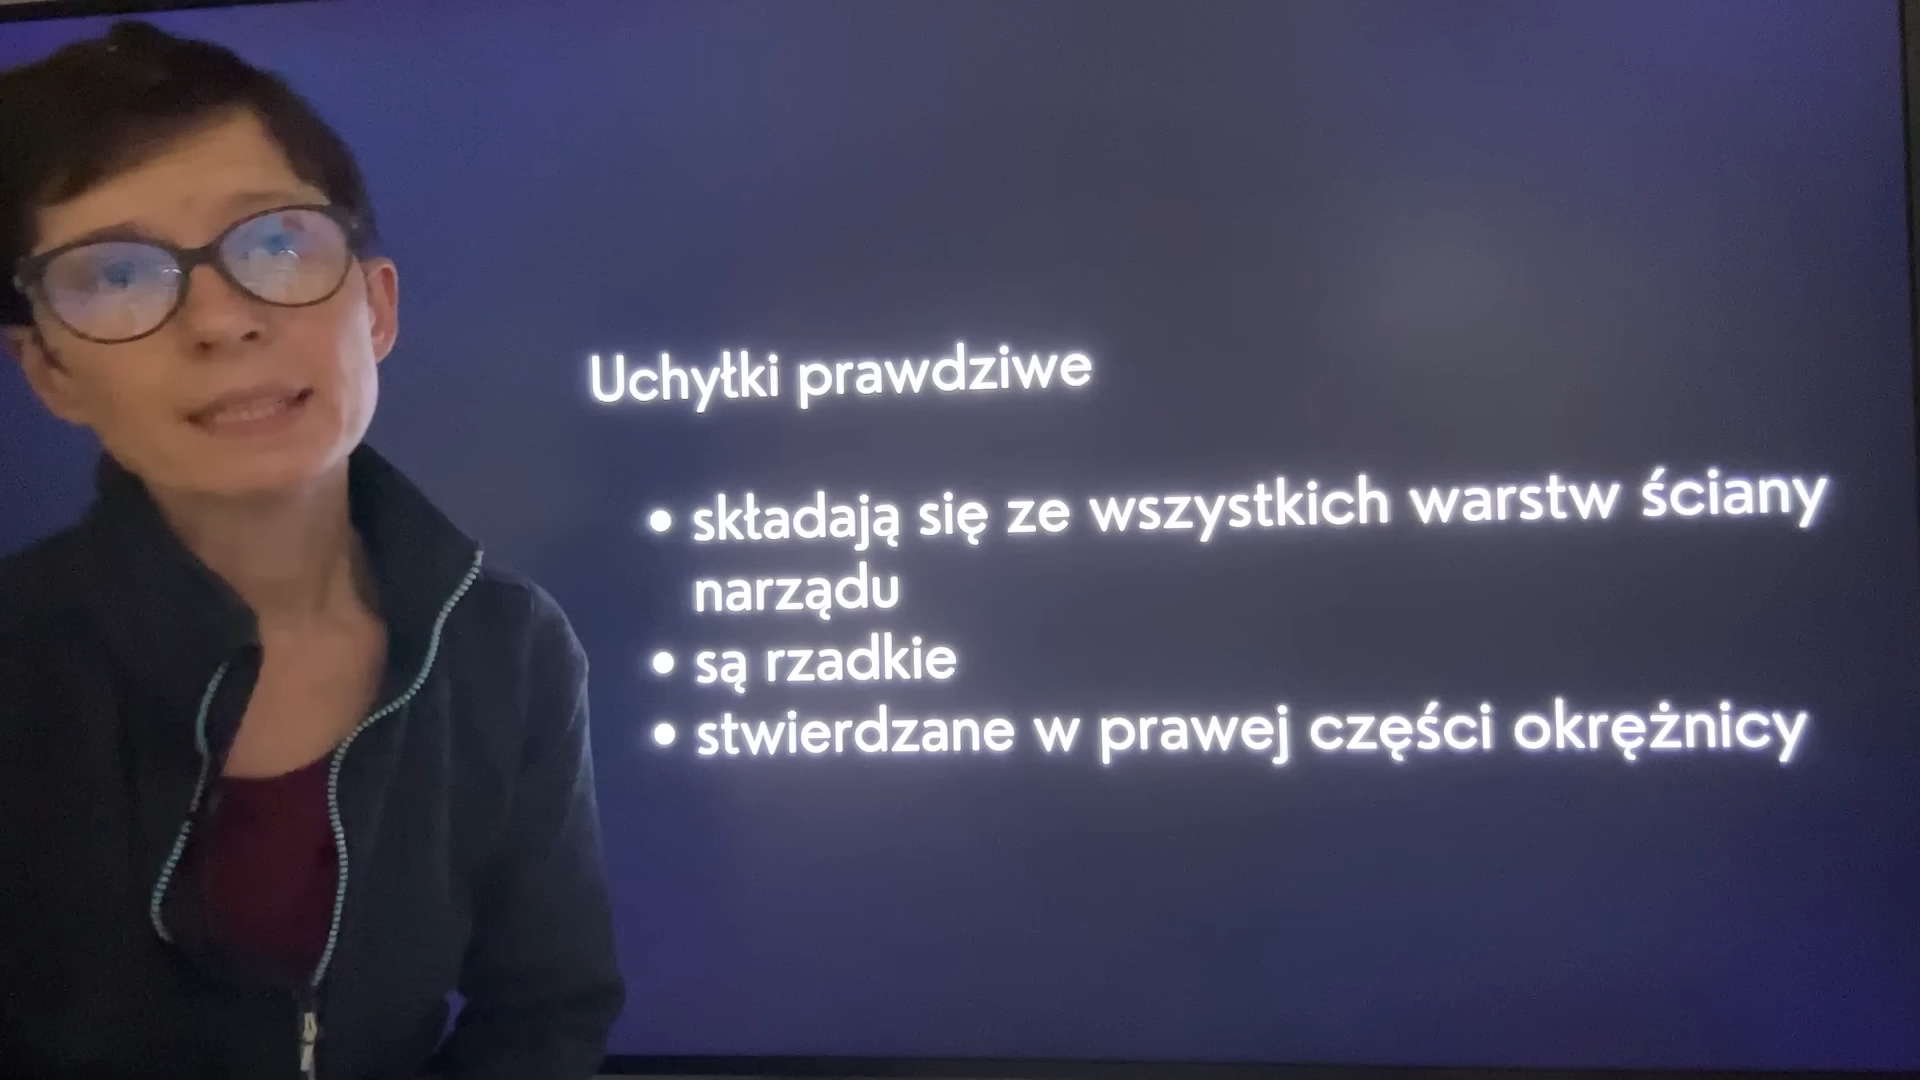 Uchyłki prawdziwe
• składają się ze wszystkich warstw ściany
narządu
• są rzadkie
• stwierdzane w prawej części okrężnicy